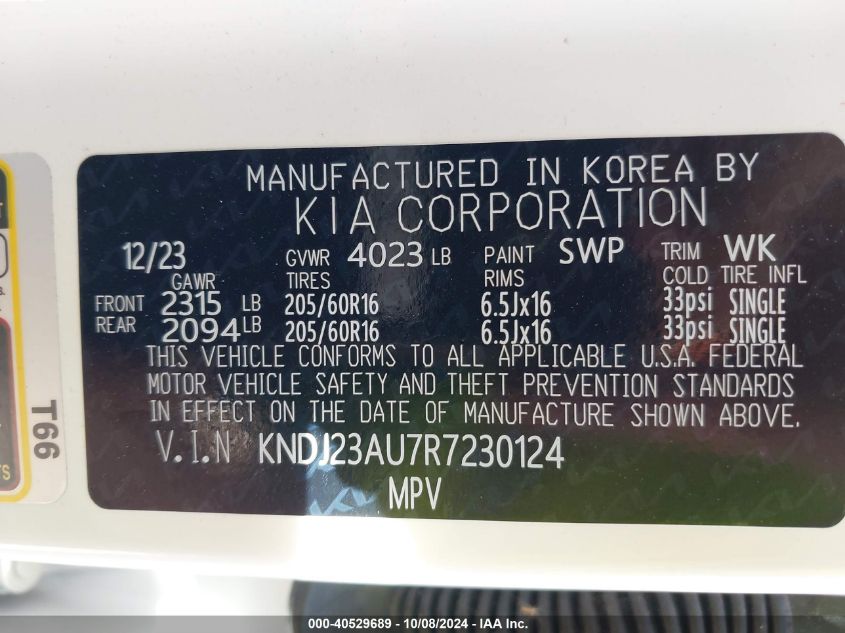 MANUFACTURED IN KOREA BY
KIA CORPORATION
12/23 GVWR 4023 LB PAINT SWP TRIM WK
GAWR TIRES RIMS COLD TIRE INFL
FRONT 2315 LB 205/60R16 6.5Jx16 33psi SINGLE
REAR 2094 LB 205/60R16 6.5Jx16 33psi SINGLE
THIS VEHICLE CONFORMS TO ALL APPLICABLE U.S.A. FEDERAL
MOTOR VEHICLE SAFETY AND THEFT PREVENTION STANDARDS
IN EFFECT ON THE DATE OF MANUFACTURE SHOWN ABOVE.
V.I.N KNDJ23AU7R7230124
MPV
T66
000-40529689 - 10/08/2024 - IAA Inc.